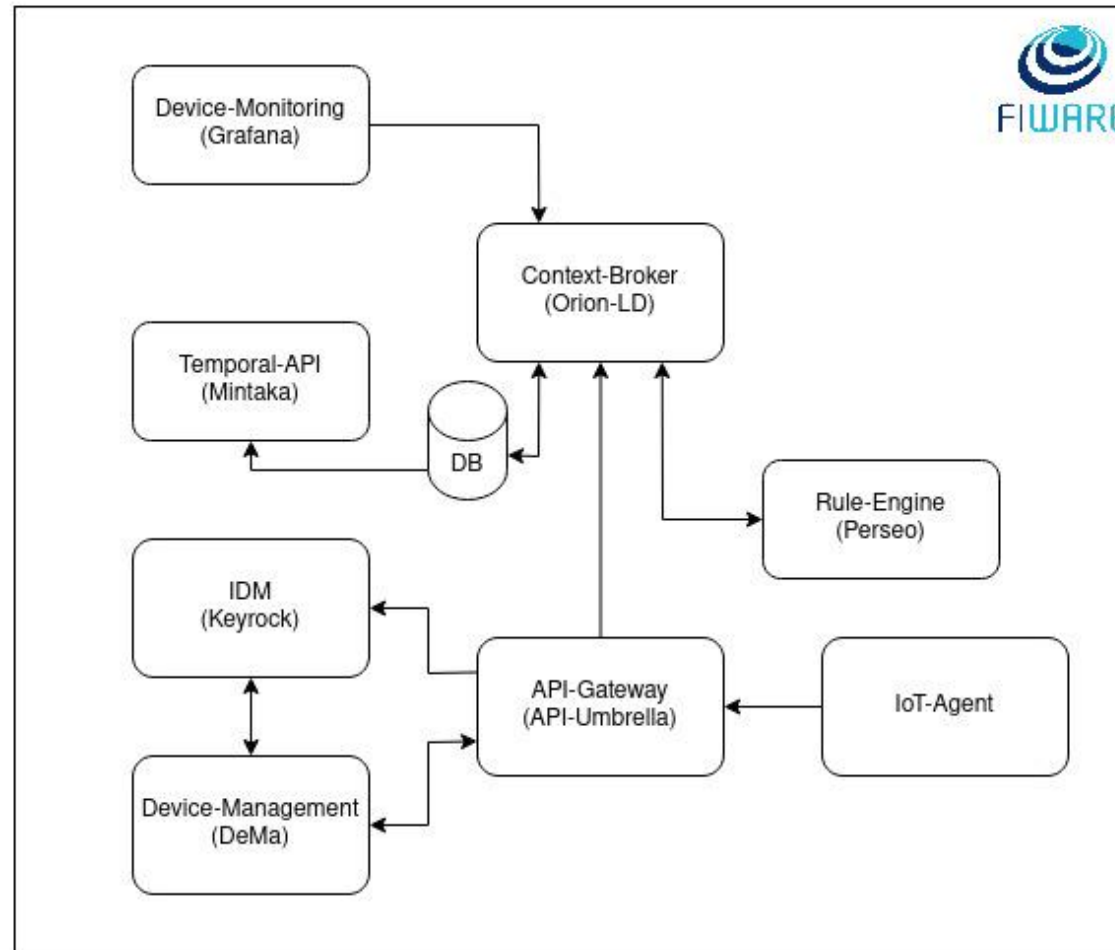 FIWARE
Device-Monitoring
(Grafana)
Context-Broker
(Orion-LD)
Temporal-API
(Mintaka)
DB
Rule-Engine
(Perseo)
IDM
(Keyrock)
API-Gateway
(API-Umbrella)
IoT-Agent
Device-Management
(DeMa)